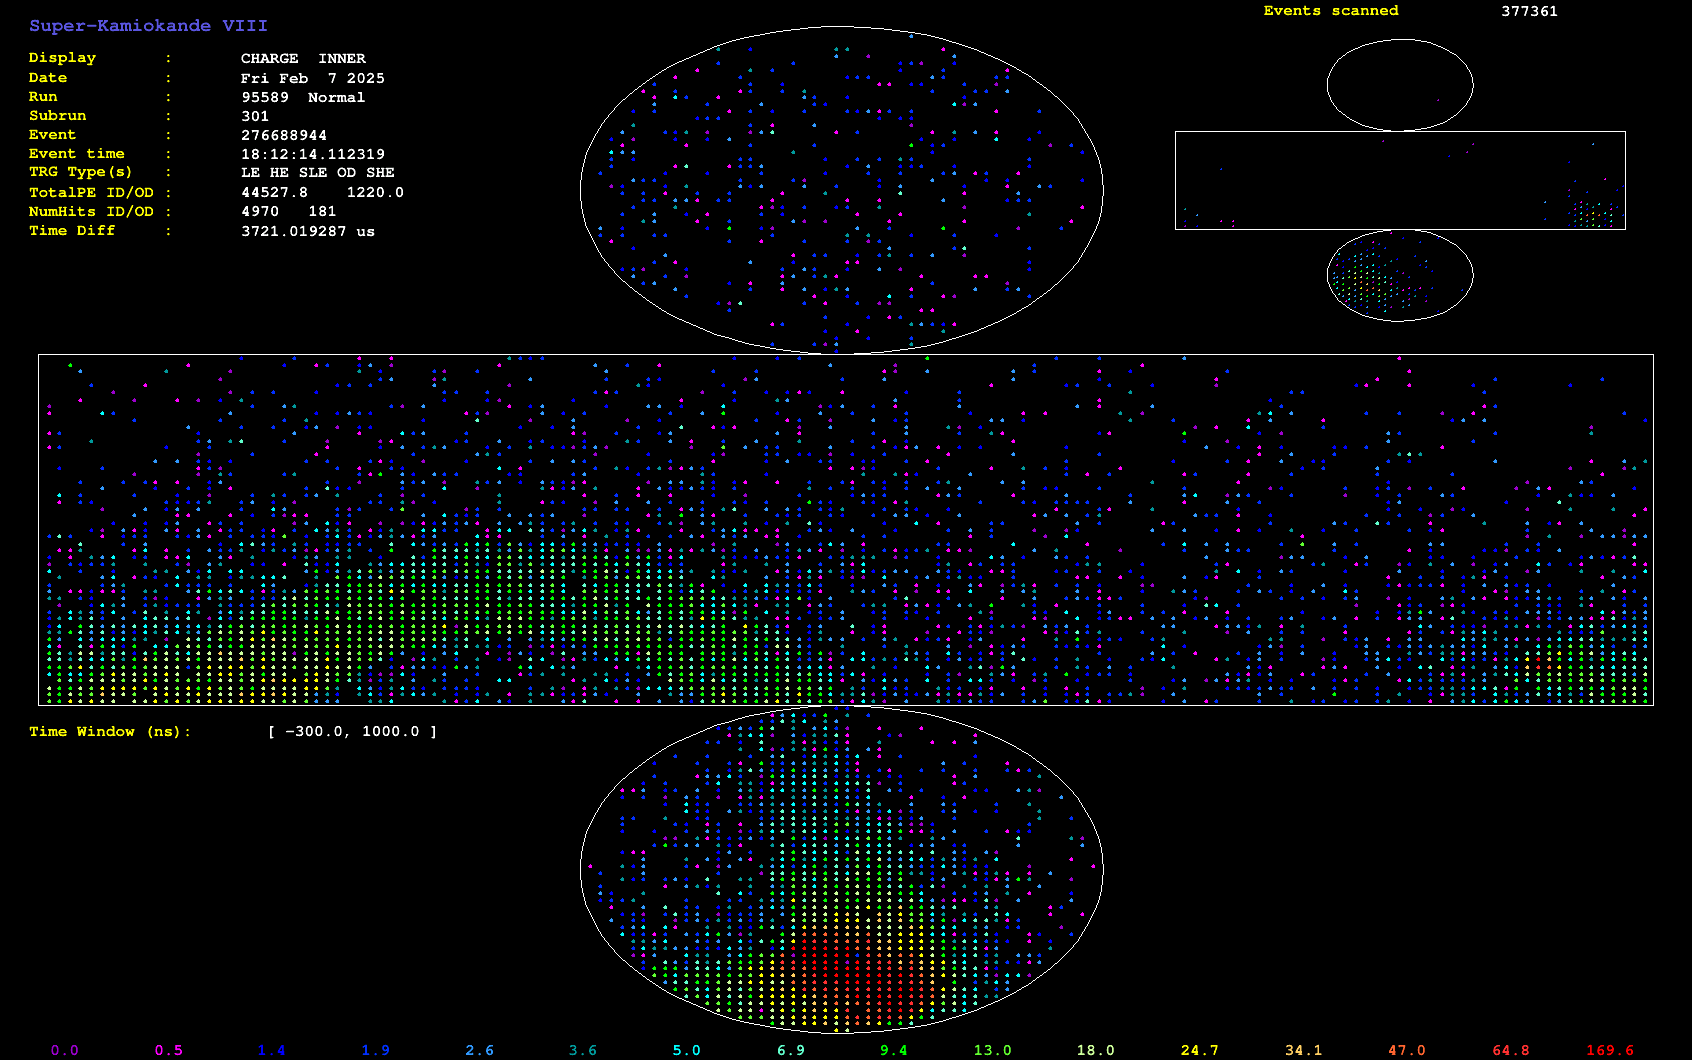 Super-Kamiokande VIII
Display : CHARGE INNER
Date : Fri Feb 7 2025
Run : 95589 Normal
Subrun : 301
Event : 276688944
Event time : 18:12:14.112319
TRG Type(s) : LE HE SLE OD SHE
TotalPE ID/OD : 44527.8 1220.0
NumHits ID/OD : 4970 181
Time Diff : 3721.019287 us
Events scanned 377361
Time Window (ns): [ -300.0, 1000.0 ]
0.0 0.5 1.4 1.9 2.6 3.6 5.0 6.9 9.4 13.0 18.0 24.7 34.1 47.0 64.8 169.6